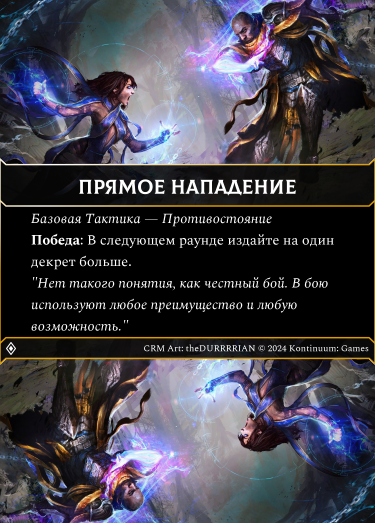 ПРЯМОЕ НАПАДЕНИЕ
Базовая Тактика — Противостояние
Победа: В следующем раунде издайте на один
декрет больше.
"Нет такого понятия, как честный бой. В бою
используют любое преимущество и любую
возможность."
CRM Art: theDURRRRIAN © 2024 Kontinuum: Games